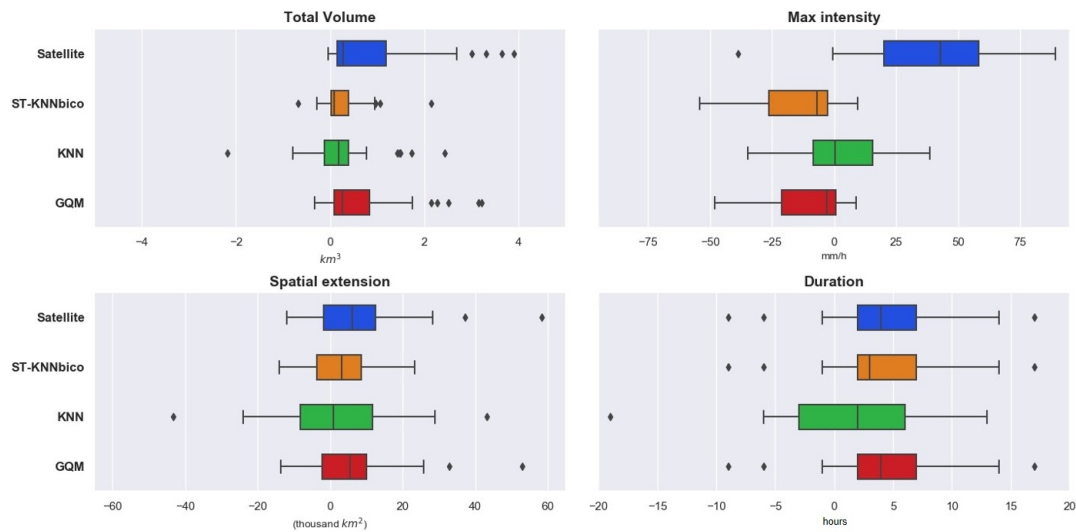 Total Volume
Max intensity
Satellite
ST-KNNbico
KNN
GQM
−4 −2 0 2 4
km³
−75 −50 −25 0 25 50 75
mm/h
Spatial extension
Duration
Satellite
ST-KNNbico
KNN
GQM
−60 −40 −20 0 20 40 60
(thousand km²)
−20 −15 −10 −5 0 5 10 15 20
hours